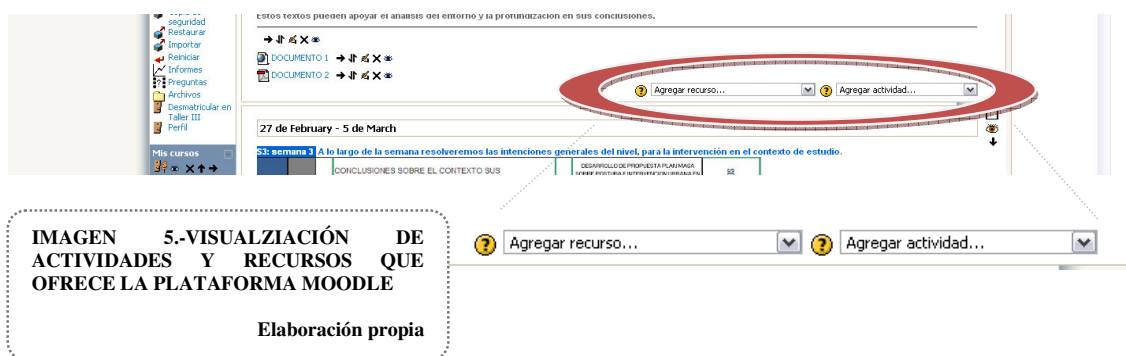 Estos textos pueden apoyar el análisis del entorno y la profundización en sus conclusiones.
seguridad
Restaurar
Importar
Reiniciar
Informes
Preguntas
Archivos
Desmatricular en
Taller III
Perfil
Mis cursos
DOCUMENTO 1
DOCUMENTO 2
Agregar recurso...
Agregar actividad...
27 de February - 5 de March
S3: semana 3 A lo largo de la semana resolveremos las intenciones generales del nivel, para la intervención en el contexto de estudio.
CONCLUSIONES SOBRE EL CONTEXTO SUS
DESARROLLO DE PROPUESTA PLAN MASA
Agregar recurso...
Agregar actividad...
IMAGEN 5.-VISUALZIACIÓN DE
ACTIVIDADES Y RECURSOS QUE
OFRECE LA PLATAFORMA MOODLE
Elaboración propia